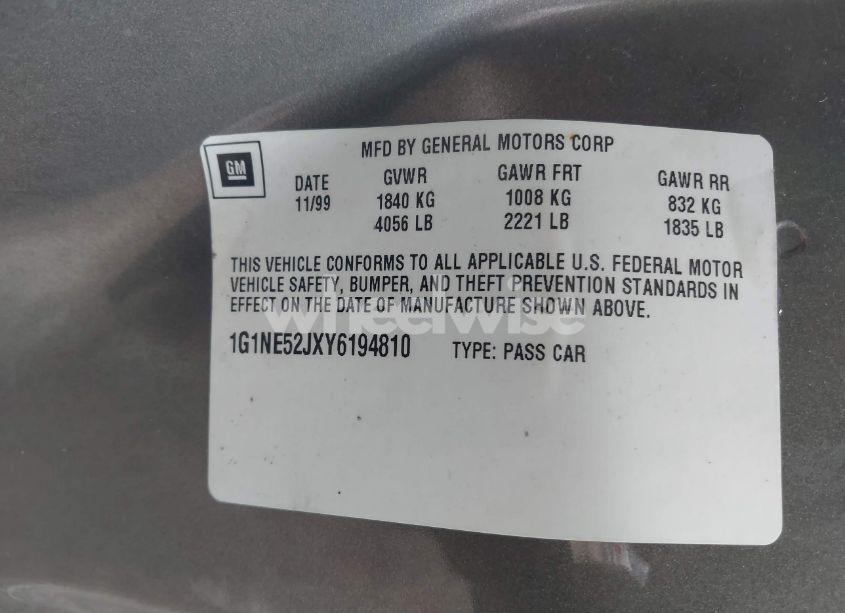 MFD BY GENERAL MOTORS CORP
GM
DATE GVWR GAWR FRT GAWR RR
11/99 1840 KG 1008 KG 832 KG
4056 LB 2221 LB 1835 LB
THIS VEHICLE CONFORMS TO ALL APPLICABLE U.S. FEDERAL MOTOR
VEHICLE SAFETY, BUMPER, AND THEFT PREVENTION STANDARDS IN
EFFECT ON THE DATE OF MANUFACTURE SHOWN ABOVE.
wheelwise
1G1NE52JXY6194810 TYPE: PASS CAR